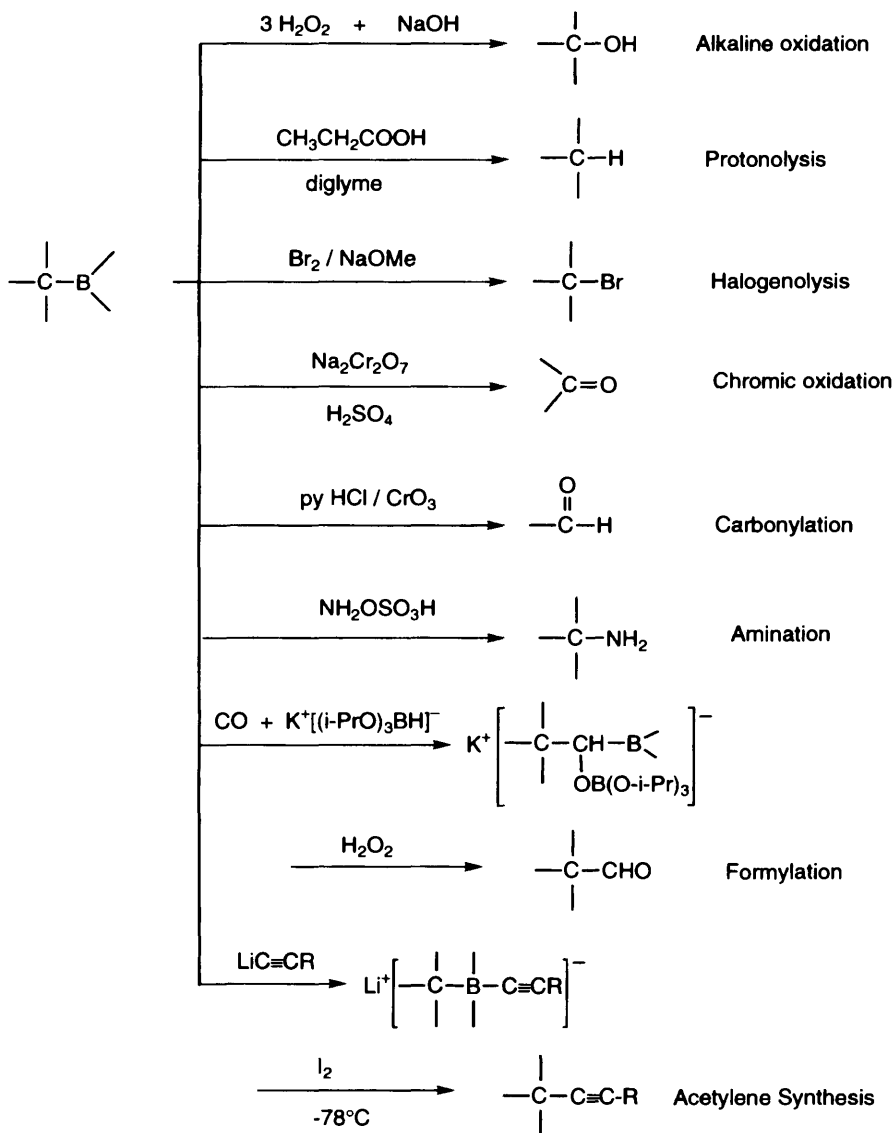 3 H₂O₂ + NaOH
C OH Alkaline oxidation
CH₃CH₂COOH
diglyme
C H Protonolysis
C B
Br₂ / NaOMe
C Br Halogenolysis
Na₂Cr₂O₇
H₂SO₄
C=O Chromic oxidation
py HCl / CrO₃
O
C H Carbonylation
NH₂OSO₃H
C NH₂ Amination
CO + K⁺[(i-PrO)₃BH]⁻
K⁺ [ C CH B ]⁻
OB(O-i-Pr)₃
H₂O₂
C CHO Formylation
LiC≡CR
Li⁺ [ C B C≡CR ]⁻
I₂
-78°C
C C≡C-R Acetylene Synthesis